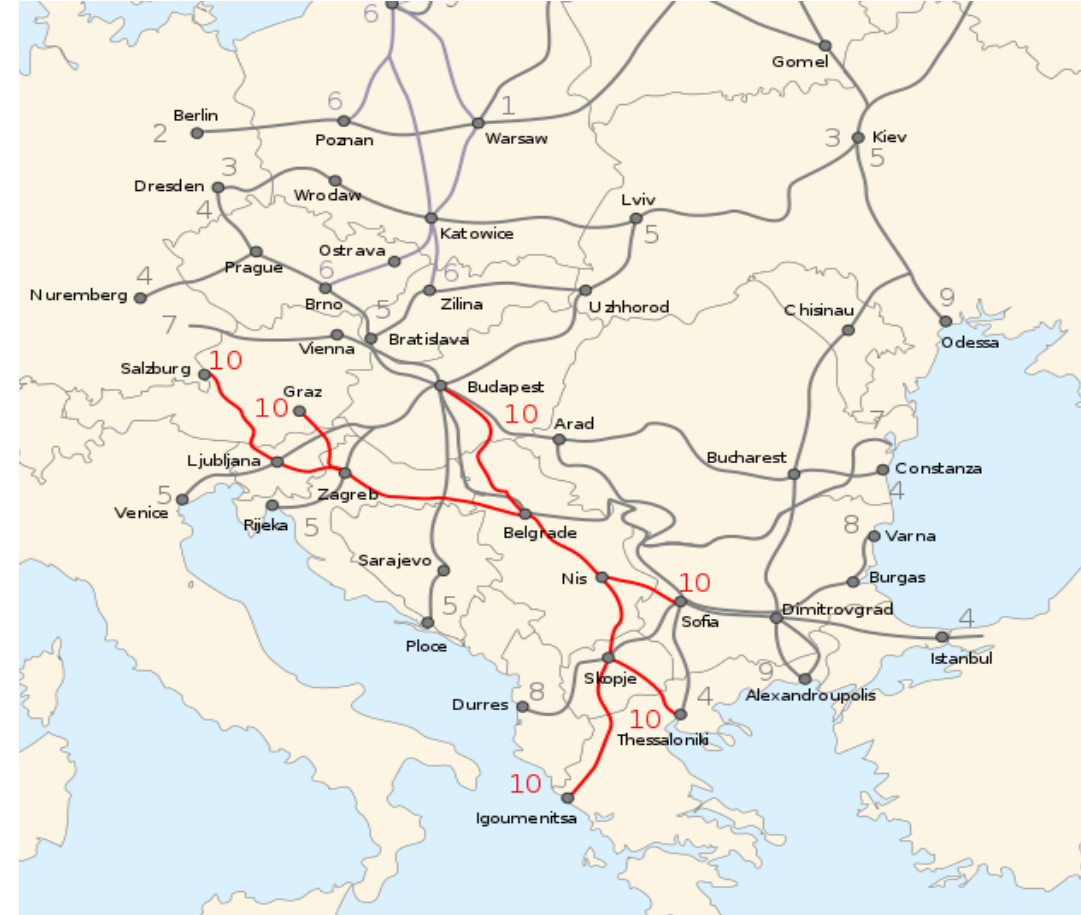 6
Gomel
Berlin
6
1
2
Poznan
Warsaw
3
Kiev
5
3
Dresden
Wrodaw
4
Lviv
5
Katowice
Ostrava
Prague
4
6
6
Nuremberg
Brno
Zilina
Uzhhorod
5
Chisinau
9
7
Vienna
Bratislava
Odessa
Salzburg
10
Budapest
Graz
10
10
Arad
7
Ljubljana
Bucharest
Constanza
Zagreb
5
4
Venice
Rijeka
5
Belgrade
8
Varna
Sarajevo
Nis
10
Burgas
5
Sofia
Dimitrovgrad
4
Ploce
Istanbul
Skopje
9
Durres
8
4
Alexandroupolis
10
Thessaloniki
10
Igoumenitsa